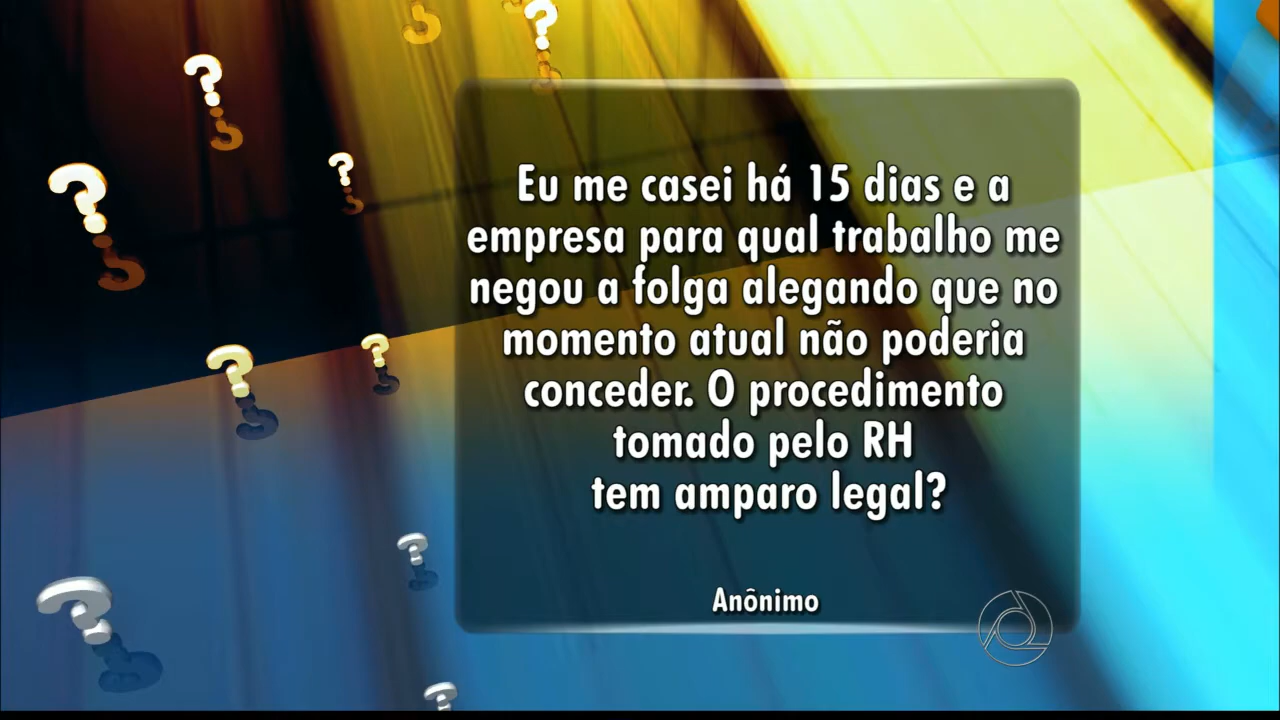 Eu me casei há 15 dias e a
empresa para qual trabalho me
negou a folga alegando que no
momento atual não poderia
conceder. O procedimento
tomado pelo RH
tem amparo legal?
Anônimo